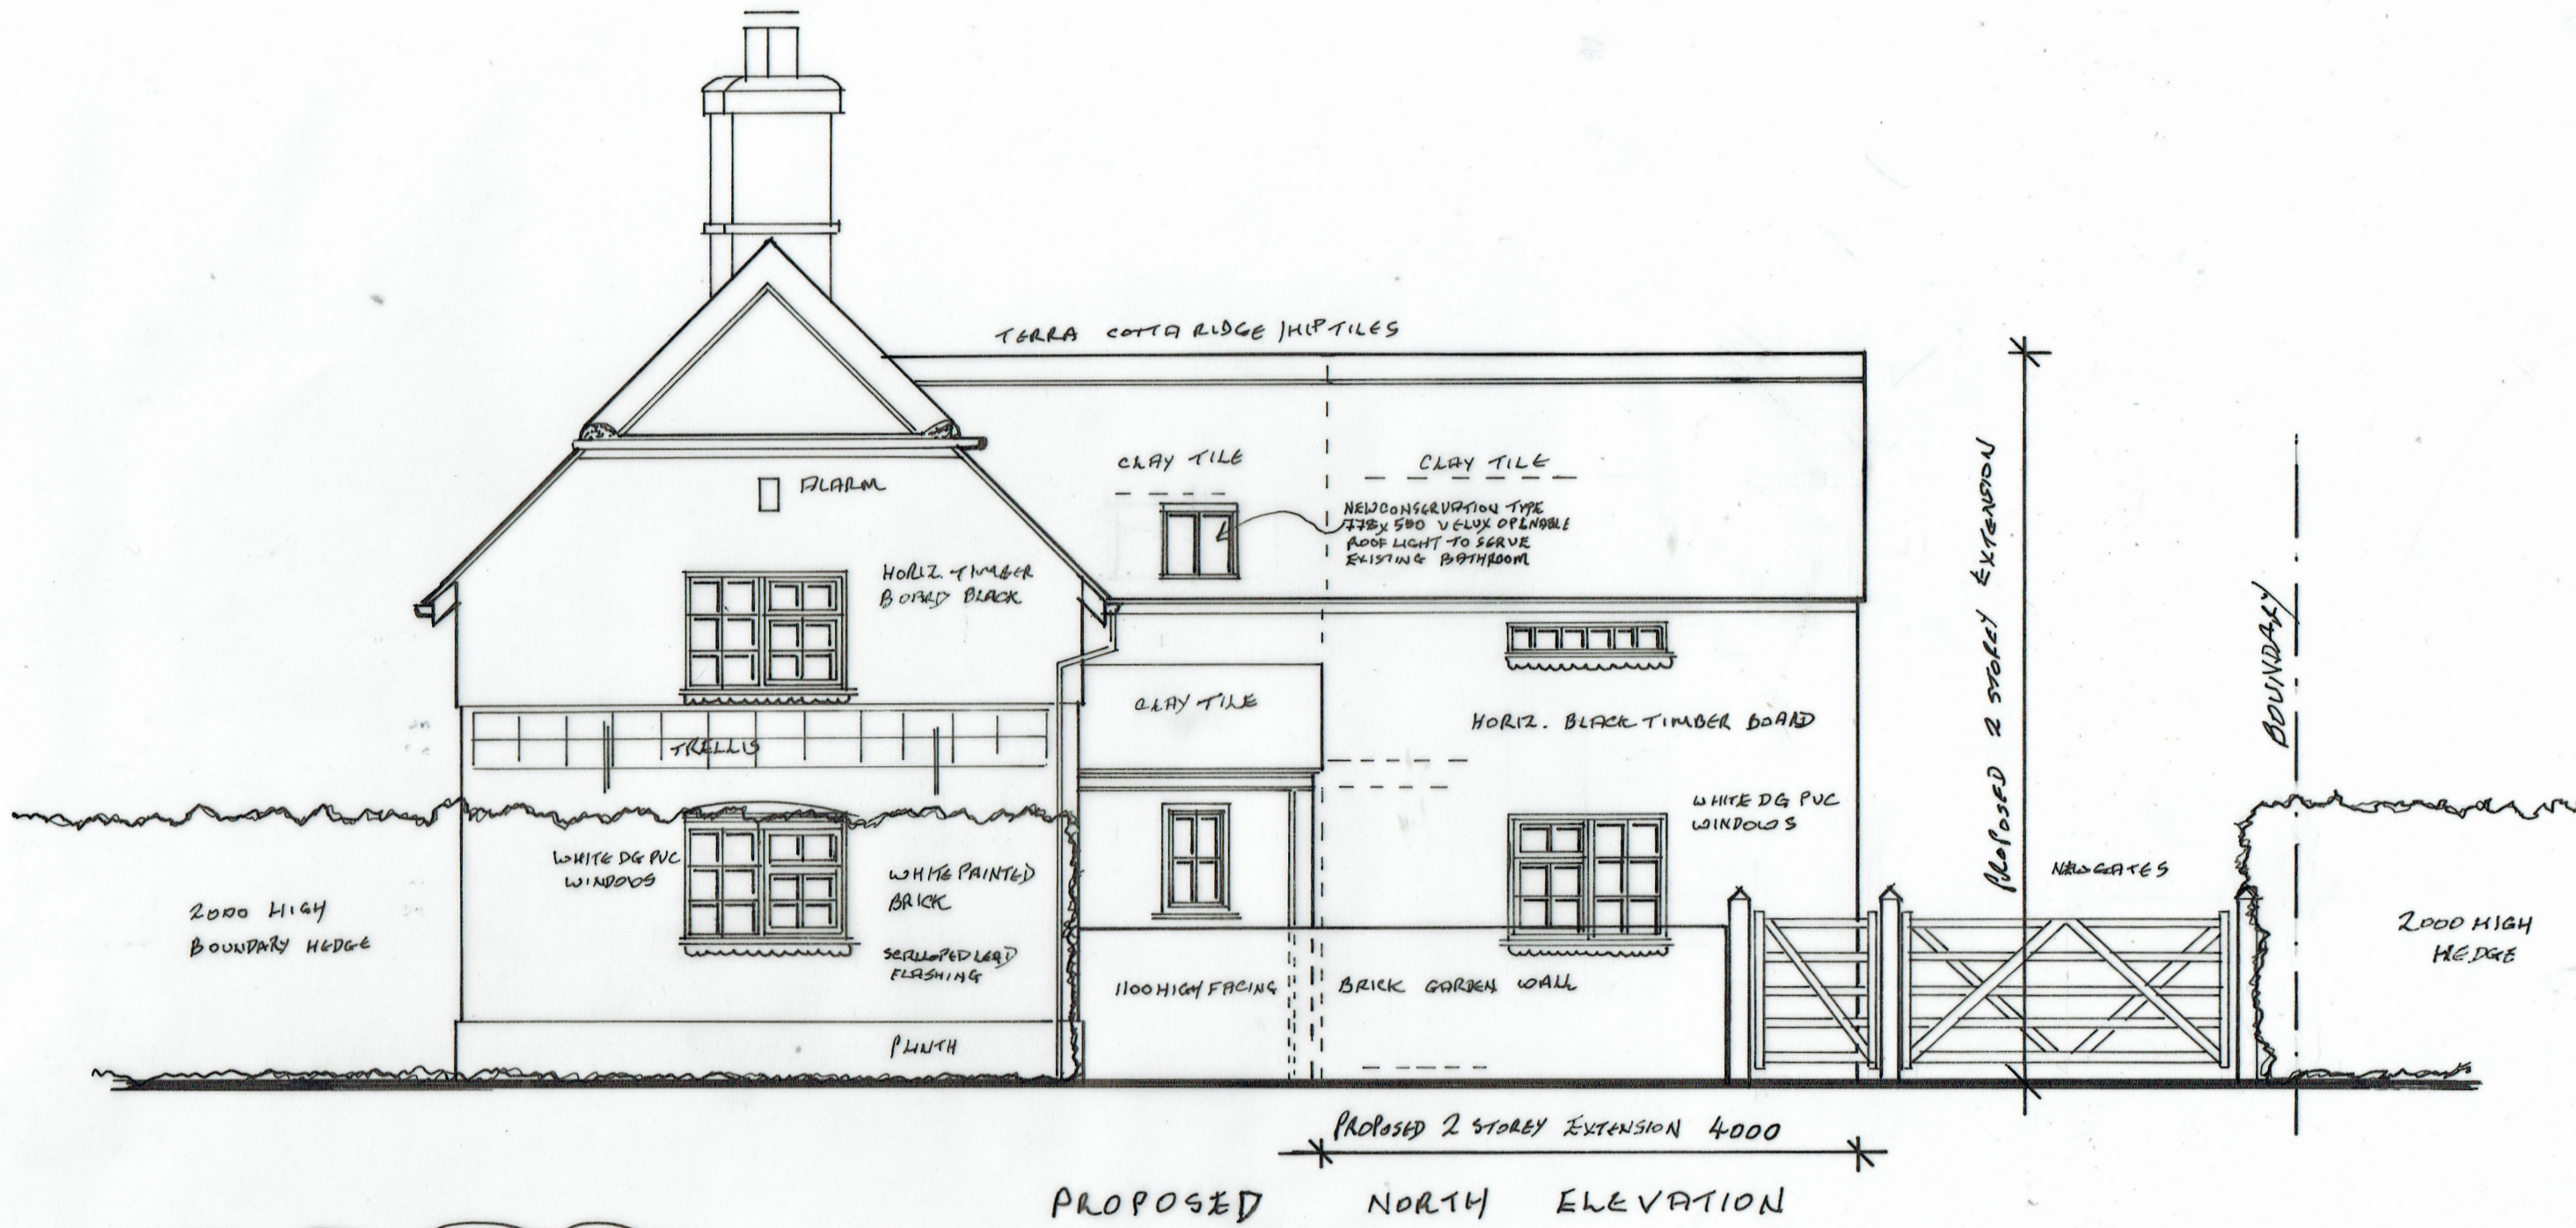 TERRA COTTA RIDGE/HIP TILES
ALARM
HORIZ. TIMBER
BOARD BLACK
CLAY TILE
CLAY TILE
NEW CONSERVATION TYPE
778 x 550 VELUX OPENABLE
ROOF LIGHT TO SERVE
EXISTING BATHROOM
PROPOSED 2 STOREY EXTENSION
BOUNDARY
CLAY TILE
HORIZ. BLACK TIMBER BOARD
TRELLIS
WHITE DG PVC
WINDOWS
WHITE DG PVC
WINDOWS
WHITE PAINTED
BRICK
SCALLOPED LEAD
FLASHING
NEW GATES
2000 HIGH
BOUNDARY HEDGE
2000 HIGH
HEDGE
1100 HIGH FACING BRICK GARDEN WALL
PLINTH
PROPOSED 2 STOREY EXTENSION 4000
PROPOSED NORTH ELEVATION